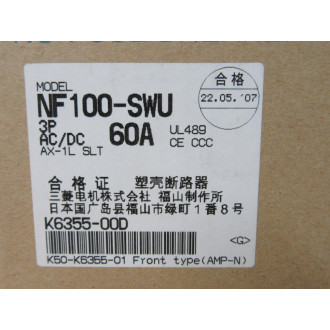 MODEL
NF100-SWU
3P
AC/DC 60A UL489
AX-1L SLT CE CCC
合格
22.05.'07
合格证 塑壳断路器
三菱电机株式会社 福山制作所
日本国广岛县福山市绿町1番8号
K6355-00D
<G>
K50-K6355-01 Front type(AMP-N)